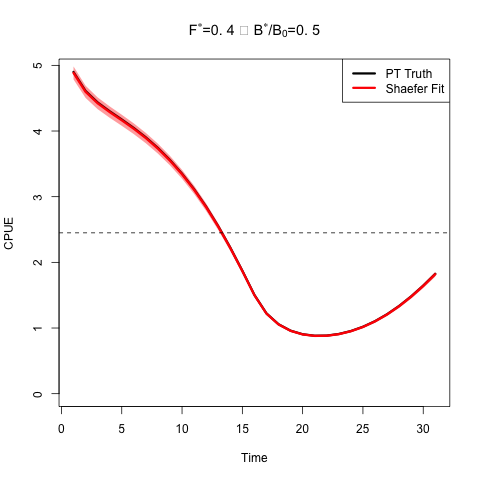 F*=0. 4 □ B*/B₀=0. 5
PT Truth
Shaefer Fit
5
4
3
2
1
0
CPUE
0 5 10 15 20 25 30
Time